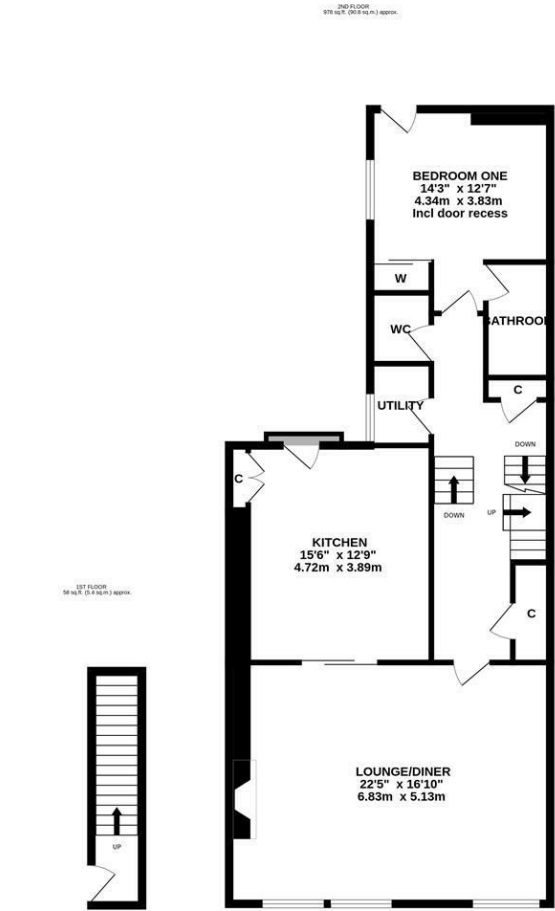 2ND FLOOR
978 sq.ft. (90.8 sq.m.) approx.
BEDROOM ONE
14'3" x 12'7"
4.34m x 3.83m
Incl door recess
W
WC
BATHROOM
C
UTILITY
DOWN
DOWN
UP
C
KITCHEN
15'6" x 12'9"
4.72m x 3.89m
C
1ST FLOOR
58 sq.ft. (5.4 sq.m.) approx.
LOUNGE/DINER
22'5" x 16'10"
6.83m x 5.13m
UP